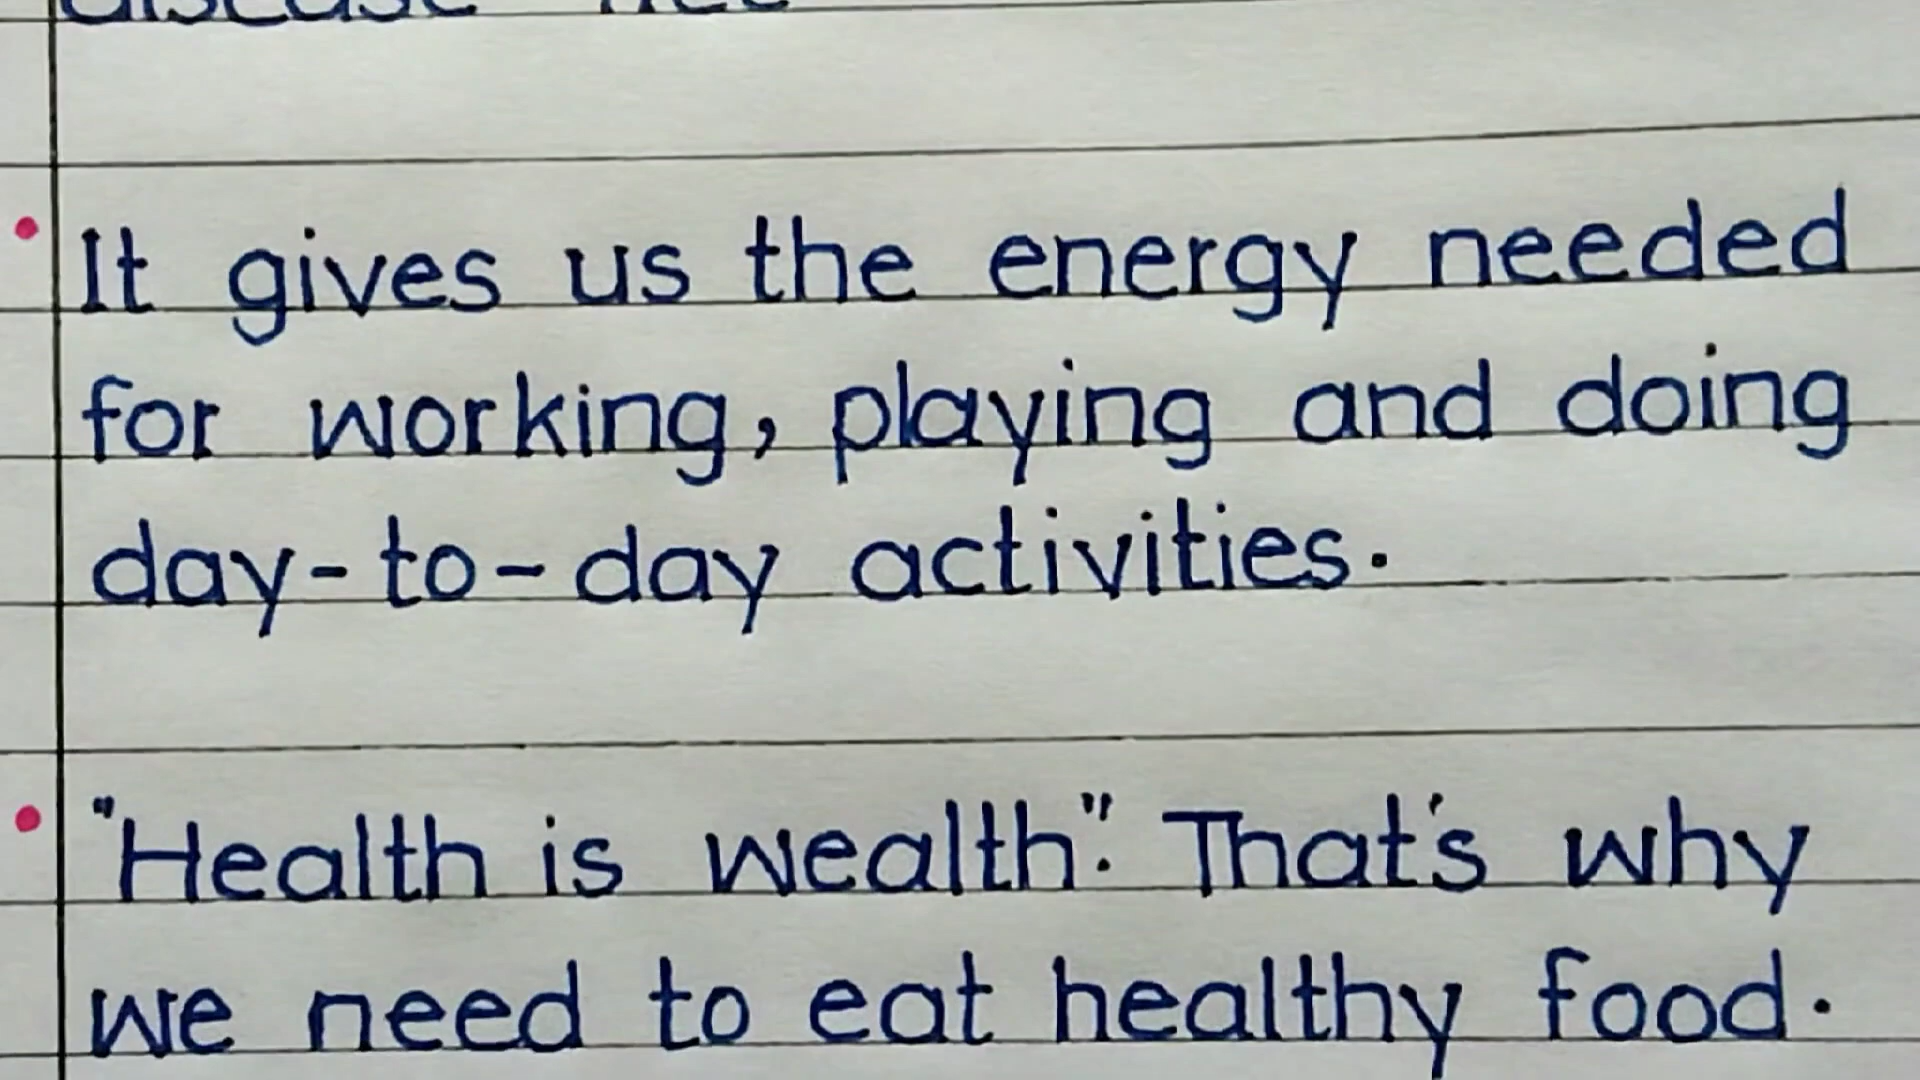 It gives us the energy needed
for working, playing and doing
day-to-day activities.
"Health is wealth". That's why
we need to eat healthy food.